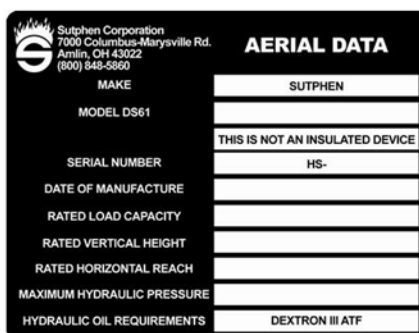 Sutphen Corporation
7000 Columbus-Marysville Rd.
Amlin, OH 43022
(800) 848-5860
AERIAL DATA
MAKE SUTPHEN
MODEL DS61
THIS IS NOT AN INSULATED DEVICE
SERIAL NUMBER HS-
DATE OF MANUFACTURE
RATED LOAD CAPACITY
RATED VERTICAL HEIGHT
RATED HORIZONTAL REACH
MAXIMUM HYDRAULIC PRESSURE
HYDRAULIC OIL REQUIREMENTS DEXTRON III ATF